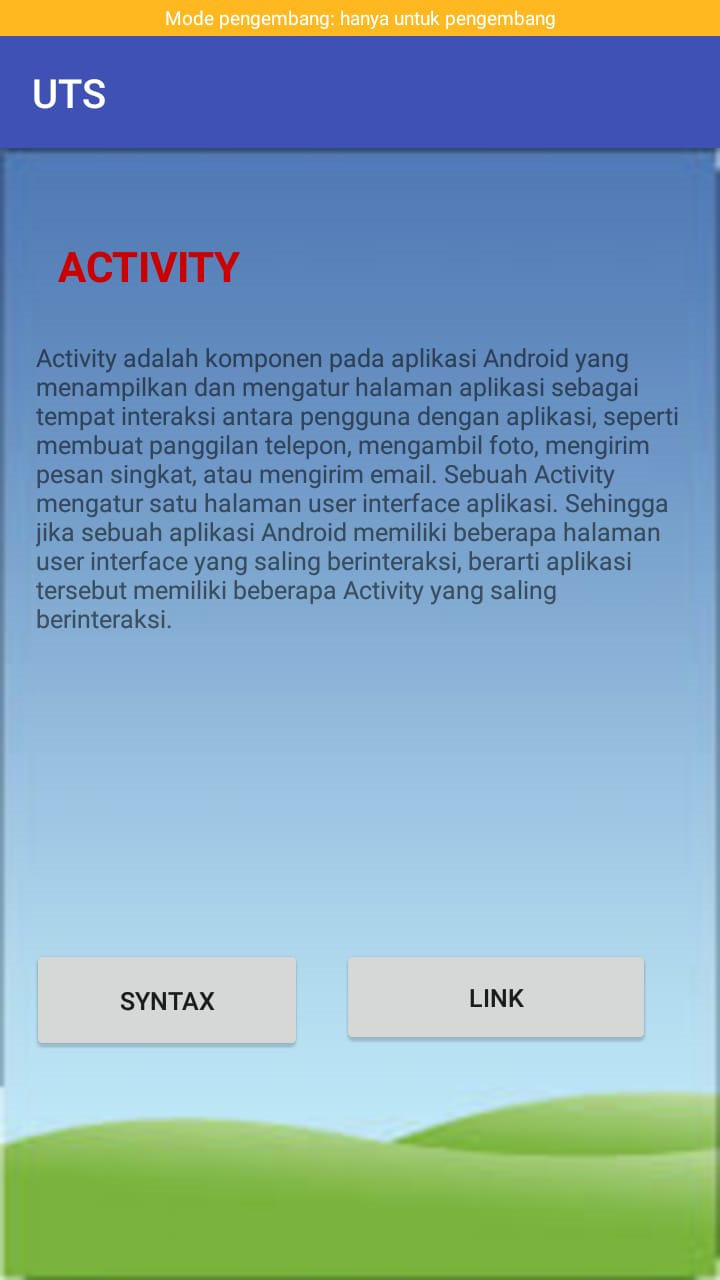 Mode pengembang: hanya untuk pengembang
UTS
ACTIVITY
Activity adalah komponen pada aplikasi Android yang
menampilkan dan mengatur halaman aplikasi sebagai
tempat interaksi antara pengguna dengan aplikasi, seperti
membuat panggilan telepon, mengambil foto, mengirim
pesan singkat, atau mengirim email. Sebuah Activity
mengatur satu halaman user interface aplikasi. Sehingga
jika sebuah aplikasi Android memiliki beberapa halaman
user interface yang saling berinteraksi, berarti aplikasi
tersebut memiliki beberapa Activity yang saling
berinteraksi.
SYNTAX
LINK